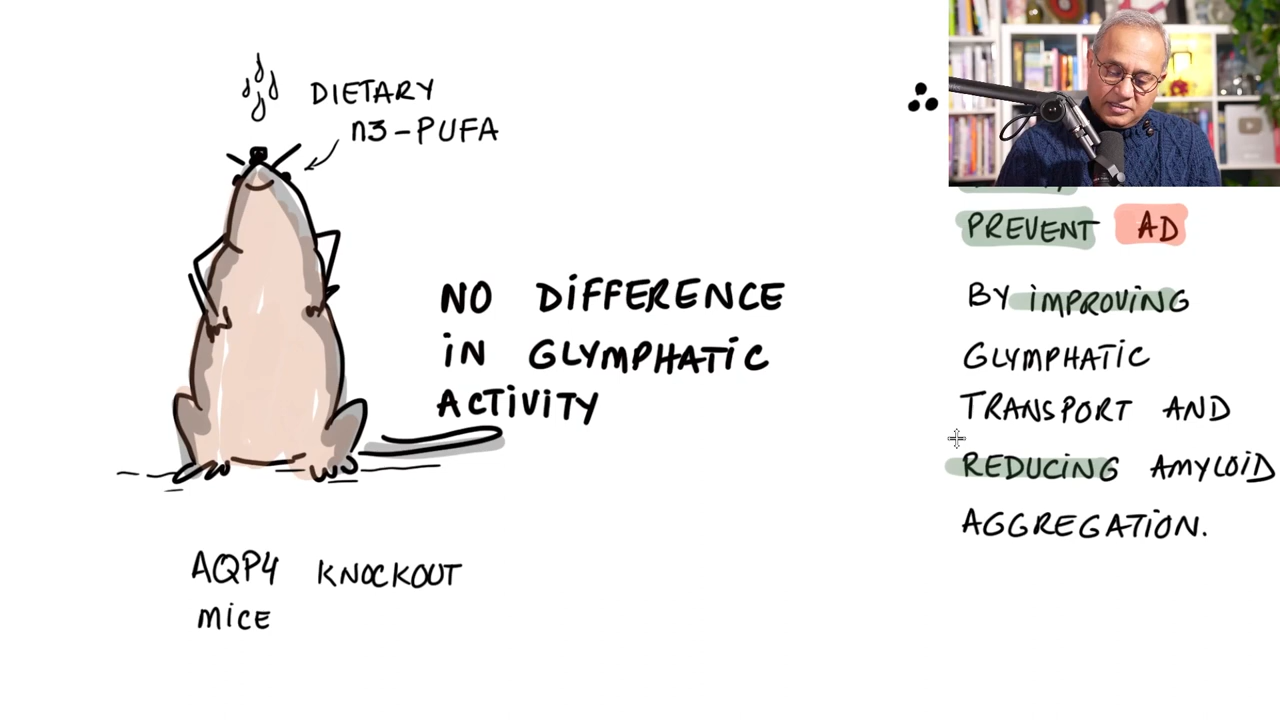 DIETARY
n3-PUFA
NO DIFFERENCE
IN GLYMPHATIC
ACTIVITY
AQP4 KNOCKOUT
MICE
PREVENT AD
BY IMPROVING
GLYMPHATIC
TRANSPORT AND
REDUCING AMYLOID
AGGREGATION.